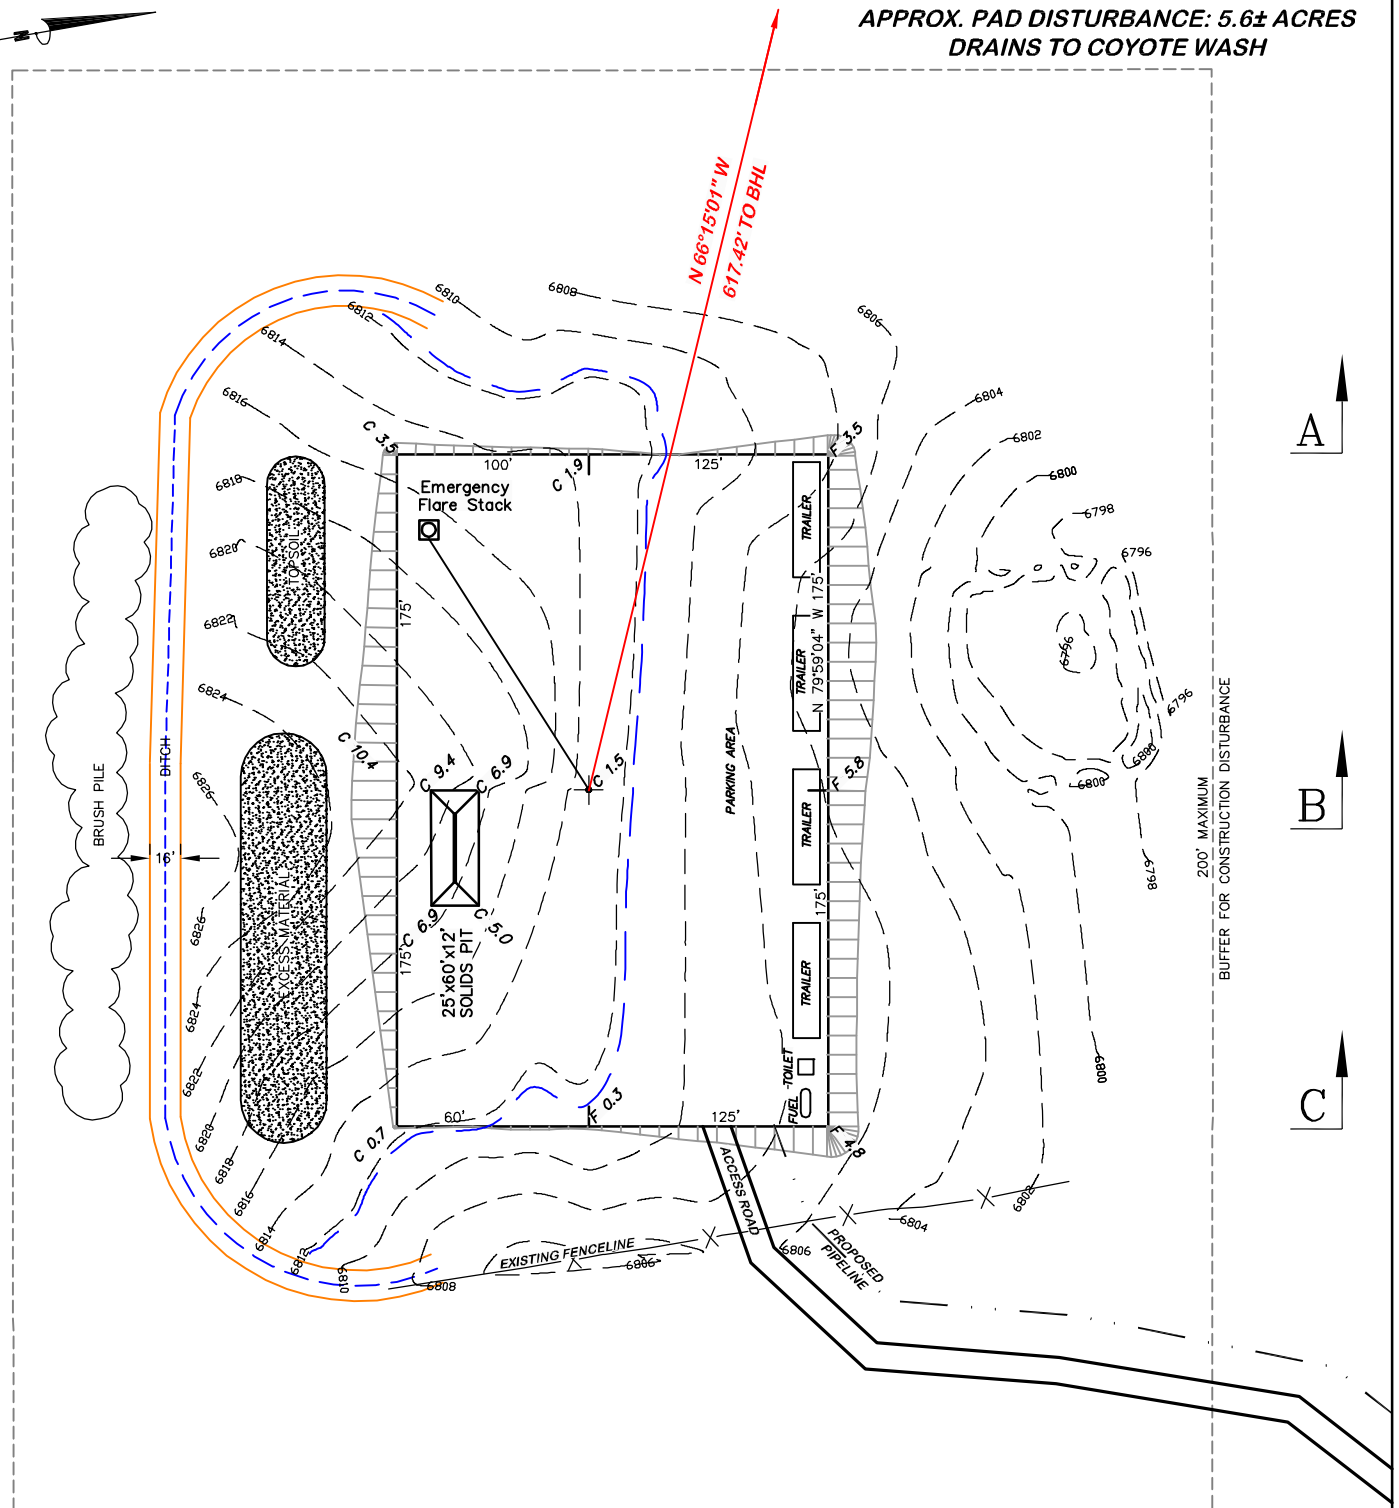 APPROX. PAD DISTURBANCE: 5.6± ACRES
DRAINS TO COYOTE WASH
N
N 66°15'01" W
617.42' TO BHL
6810
6808
6806
6812
6814
6816
6804
6802
6800
6798
6796
6818
6820
6822
6824
6826
C 3.5
100'
C 1.9
125'
F 3.5
Emergency
Flare Stack
TOPSOIL
175'
TRAILER
175'
N 79°59'04" W
TRAILER
6796
6796
C 10.4
C 9.4
C 6.9
C 1.5
PARKING AREA
F 5.8
TRAILER
6800
6800
BRUSH PILE
DITCH
16'
EXCESS MATERIAL
C 6.9
C 5.0
25'x60'x12'
SOLIDS PIT
175'
175'
TRAILER
6798
6800
200' MAXIMUM
BUFFER FOR CONSTRUCTION DISTURBANCE
A
B
C
6826
6824
6822
6820
6818
6816
6814
6812
6810
6808
TOILET
FUEL
60'
F 0.3
125'
C 0.7
F 4.8
ACCESS ROAD
EXISTING FENCELINE
6806
6806
6804
6802
PROPOSED
PIPELINE